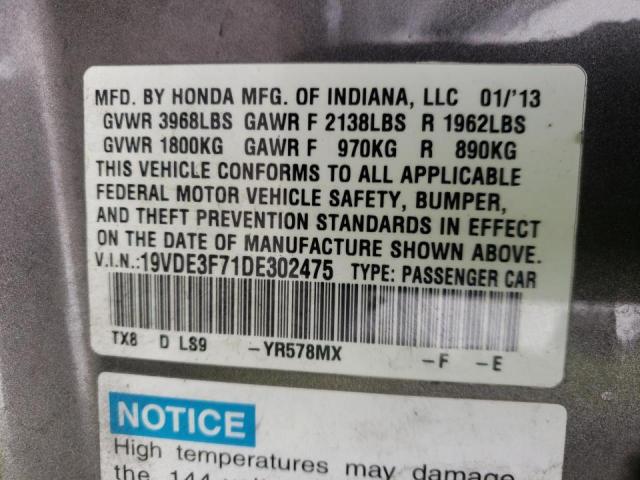 MFD. BY HONDA MFG. OF INDIANA, LLC 01/'13
GVWR 3968LBS GAWR F 2138LBS R 1962LBS
GVWR 1800KG GAWR F 970KG R 890KG
THIS VEHICLE CONFORMS TO ALL APPLICABLE
FEDERAL MOTOR VEHICLE SAFETY, BUMPER,
AND THEFT PREVENTION STANDARDS IN EFFECT
ON THE DATE OF MANUFACTURE SHOWN ABOVE.
V.I.N.:19VDE3F71DE302475 TYPE: PASSENGER CAR
TX8 D LS9 -YR578MX -F -E
NOTICE
High temperatures may damage
the 144-